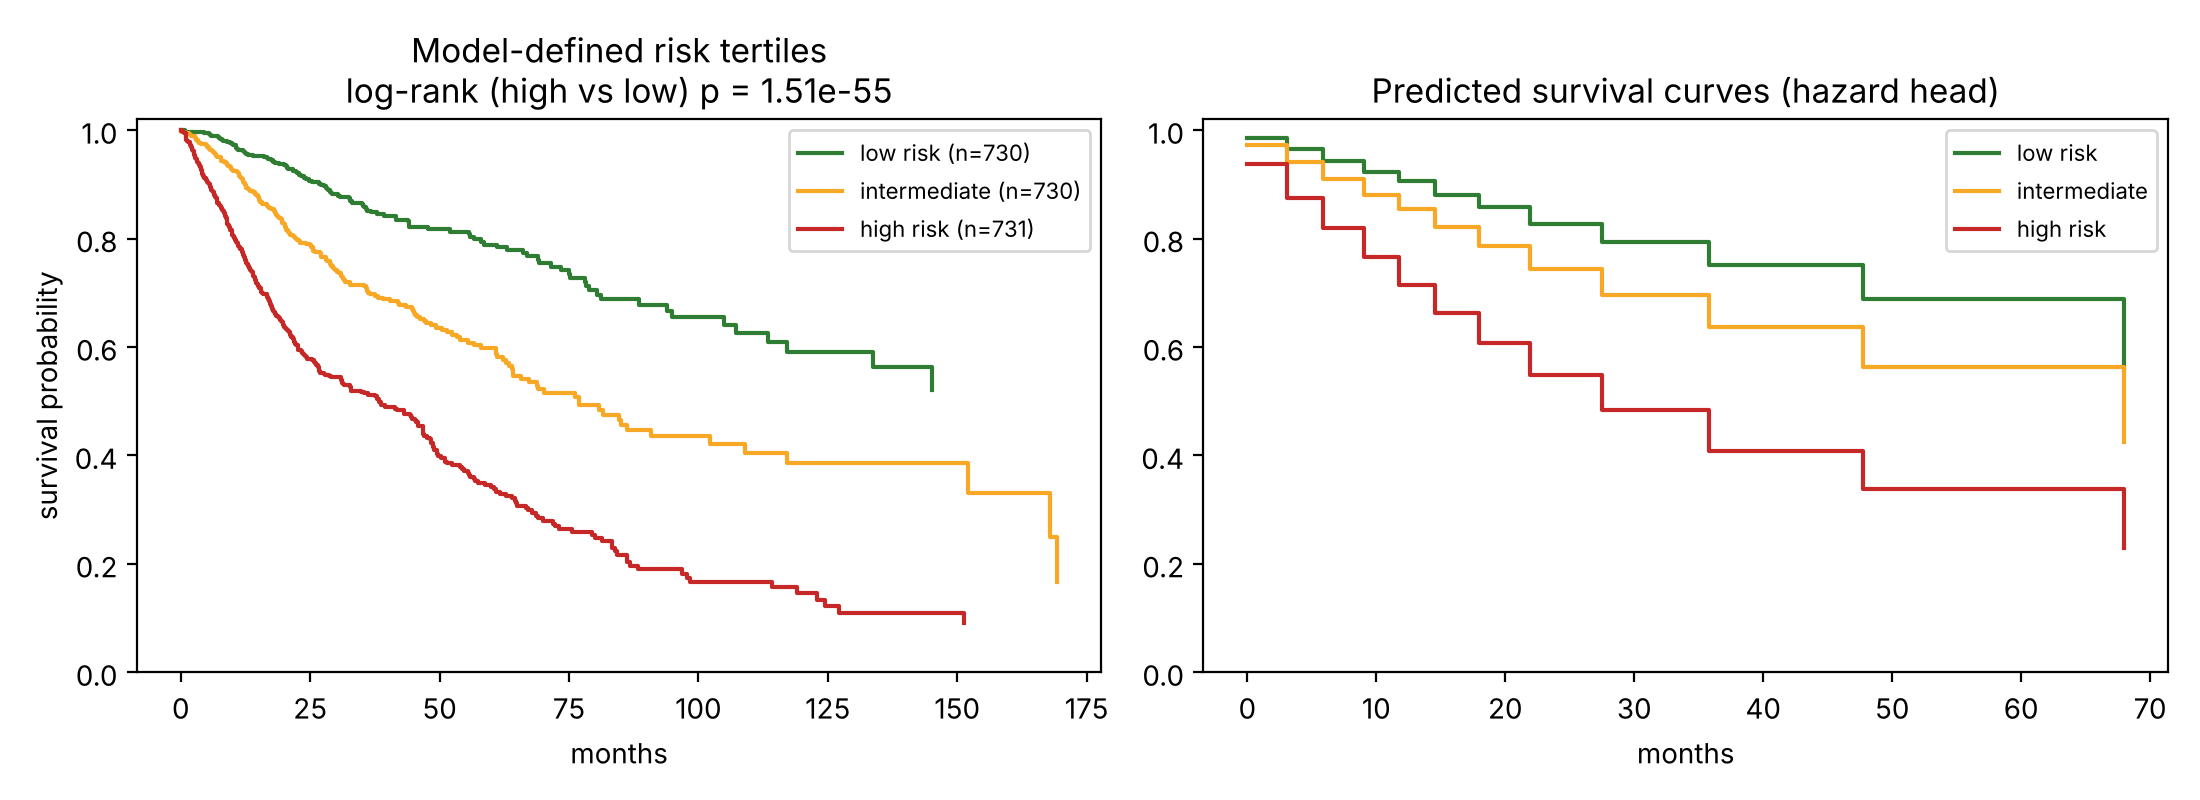 Model-defined risk tertiles
log-rank (high vs low) p = 1.51e-55
low risk (n=730)
intermediate (n=730)
high risk (n=731)
survival probability
1.0
0.8
0.6
0.4
0.2
0.0
0 25 50 75 100 125 150 175
months
Predicted survival curves (hazard head)
low risk
intermediate
high risk
1.0
0.8
0.6
0.4
0.2
0.0
0 10 20 30 40 50 60 70
months